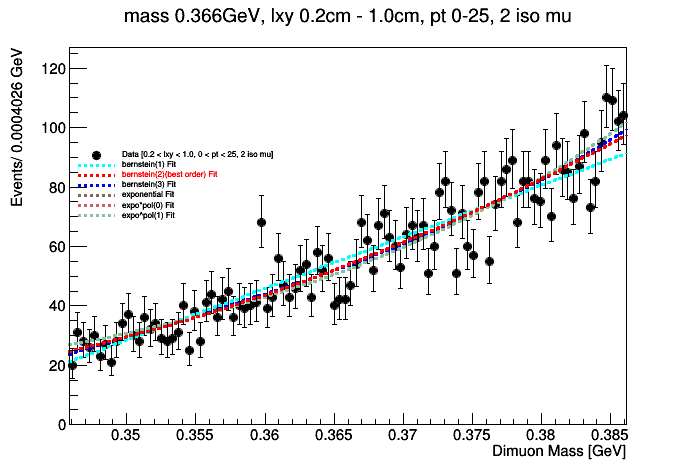 mass 0.366GeV, lxy 0.2cm - 1.0cm, pt 0-25, 2 iso mu
Events/ 0.0004026 GeV
120
100
80
60
40
20
0
Data [0.2 < lxy < 1.0, 0 < pt < 25, 2 iso mu]
bernstein(1) Fit
bernstein(2)(best order) Fit
bernstein(3) Fit
exponential Fit
expo*pol(0) Fit
expo*pol(1) Fit
0.35 0.355 0.36 0.365 0.37 0.375 0.38 0.385
Dimuon Mass [GeV]